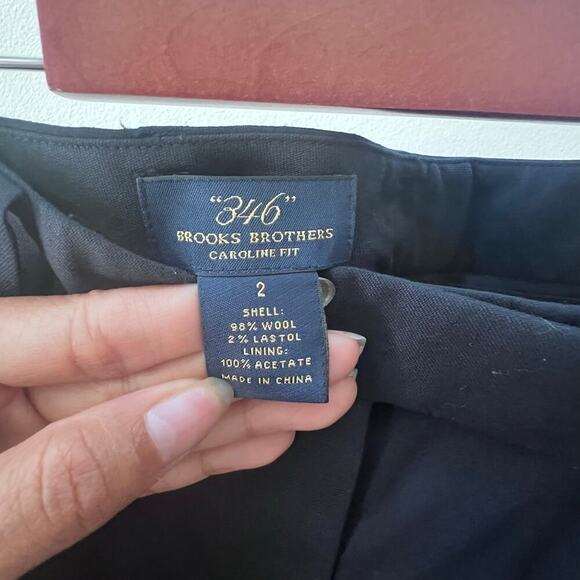 "346"
BROOKS BROTHERS
CAROLINE FIT
2
SHELL:
98% WOOL
2% LASTOL
LINING:
100% ACETATE
MADE IN CHINA